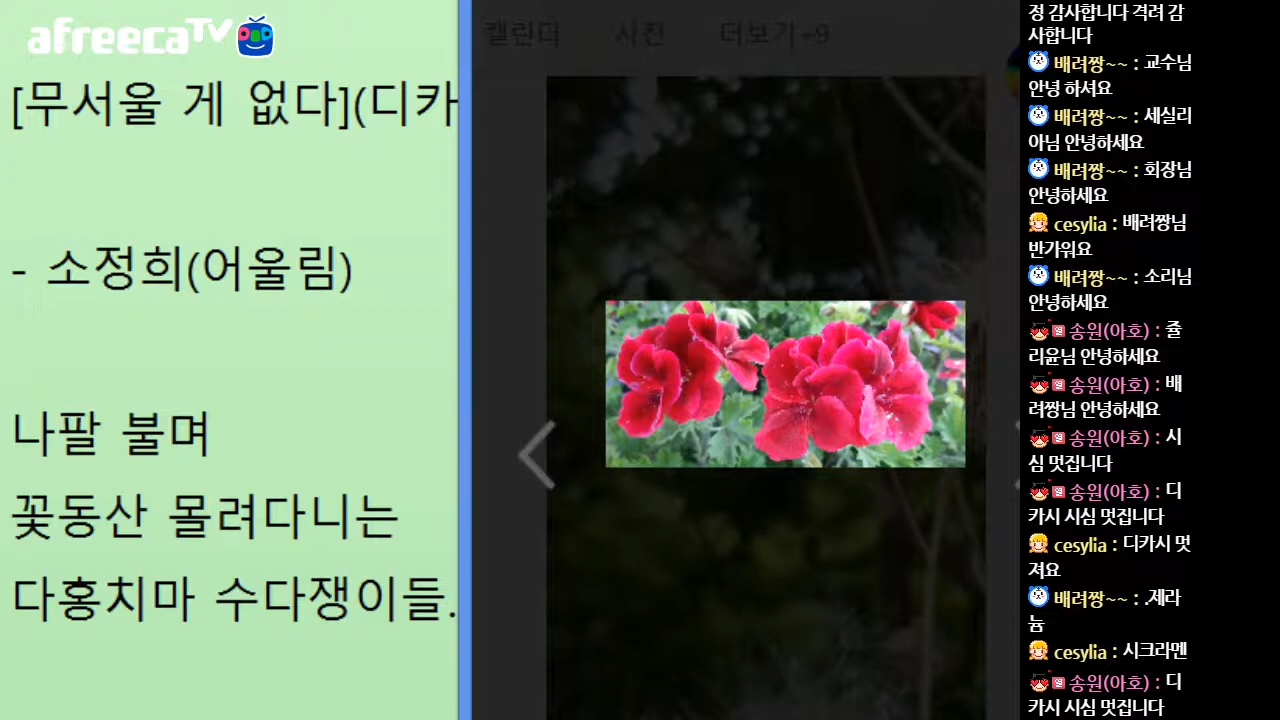 afreecaTV
[무서울 게 없다](디카
- 소정희(어울림)
나팔 불며
꽃동산 몰려다니는
다홍치마 수다쟁이들.
캘린더 사전 더보기+9
정 감사합니다 격려 감
사합니다
배려짱~~ : 교수님
안녕 하셔요
배려짱~~ : 세실리
아님 안녕하세요
배려짱~~ : 회장님
안녕하세요
cesylia : 배려짱님
반가워요
배려짱~~ : 소리님
안녕하세요
열 송원(아호) : 쥴
리윤님 안녕하세요
열 송원(아호) : 배
려짱님 안녕하세요
열 송원(아호) : 시
심 멋집니다
열 송원(아호) : 디
카시 시심 멋집니다
cesylia : 디카시 멋
져요
배려짱~~ : .제라
늄
cesylia : 시크라멘
열 송원(아호) : 디
카시 시심 멋집니다